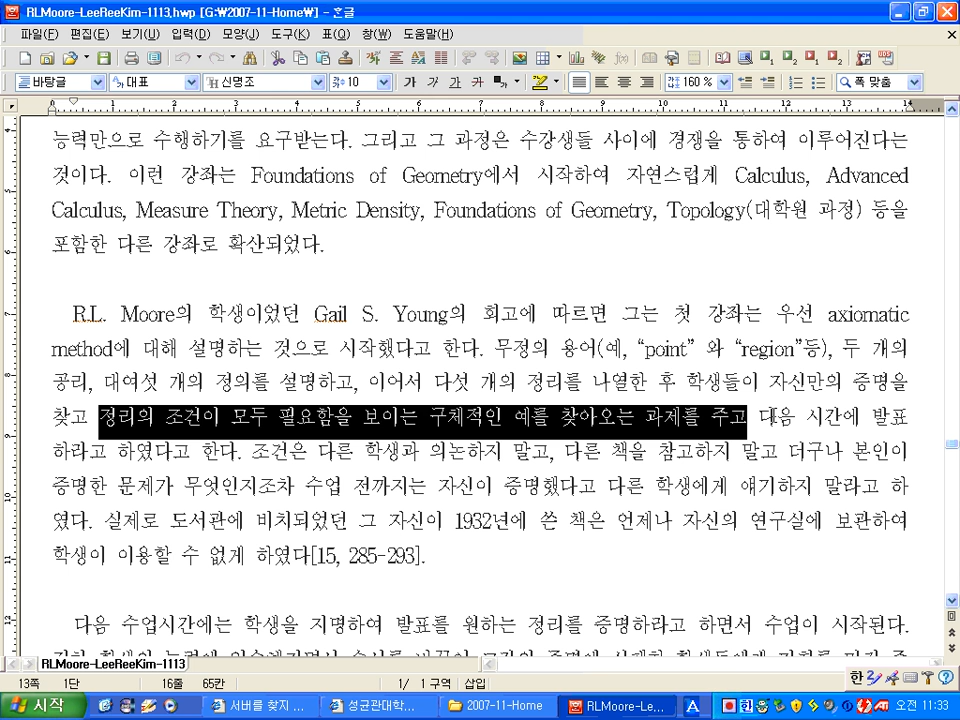 RLMoore-LeeReeKim-1113.hwp [G:₩2007-11-Home₩] - 한글
파일(F) 편집(E) 보기(U) 입력(D) 모양(J) 도구(K) 표(Q) 창(W) 도움말(H)
바탕글 대표 신명조 10 가 가 가 가 가 160 % 폭 맞춤
1 2 3 4 5 6 7 8 9 10 11 12 13 14
능력만으로 수행하기를 요구받는다. 그리고 그 과정은 수강생들 사이에 경쟁을 통하여 이루어진다는
것이다. 이런 강좌는 Foundations of Geometry에서 시작하여 자연스럽게 Calculus, Advanced
Calculus, Measure Theory, Metric Density, Foundations of Geometry, Topology(대학원 과정) 등을
포함한 다른 강좌로 확산되었다.
R.L. Moore의 학생이었던 Gail S. Young의 회고에 따르면 그는 첫 강좌는 우선 axiomatic
method에 대해 설명하는 것으로 시작했다고 한다. 무정의 용어(예, “point” 와 “region”등), 두 개의
공리, 대여섯 개의 정의를 설명하고, 이어서 다섯 개의 정리를 나열한 후 학생들이 자신만의 증명을
찾고 정리의 조건이 모두 필요함을 보이는 구체적인 예를 찾아오는 과제를 주고 다음 시간에 발표
하라고 하였다고 한다. 조건은 다른 학생과 의논하지 말고, 다른 책을 참고하지 말고 더구나 본인이
증명한 문제가 무엇인지조차 수업 전까지는 자신이 증명했다고 다른 학생에게 얘기하지 말라고 하
였다. 실제로 도서관에 비치되었던 그 자신이 1932년에 쓴 책은 언제나 자신의 연구실에 보관하여
학생이 이용할 수 없게 하였다[15, 285-293].
다음 수업시간에는 학생을 지명하여 발표를 원하는 정리를 증명하라고 하면서 수업이 시작된다.
RLMoore-LeeReeKim-1113
13쪽 1단 16줄 65칸 1/ 1 구역 삽입 한
시작 서버를 찾지 ... 성균관대학... 2007-11-Home RLMoore-Le... A 오전 11:33